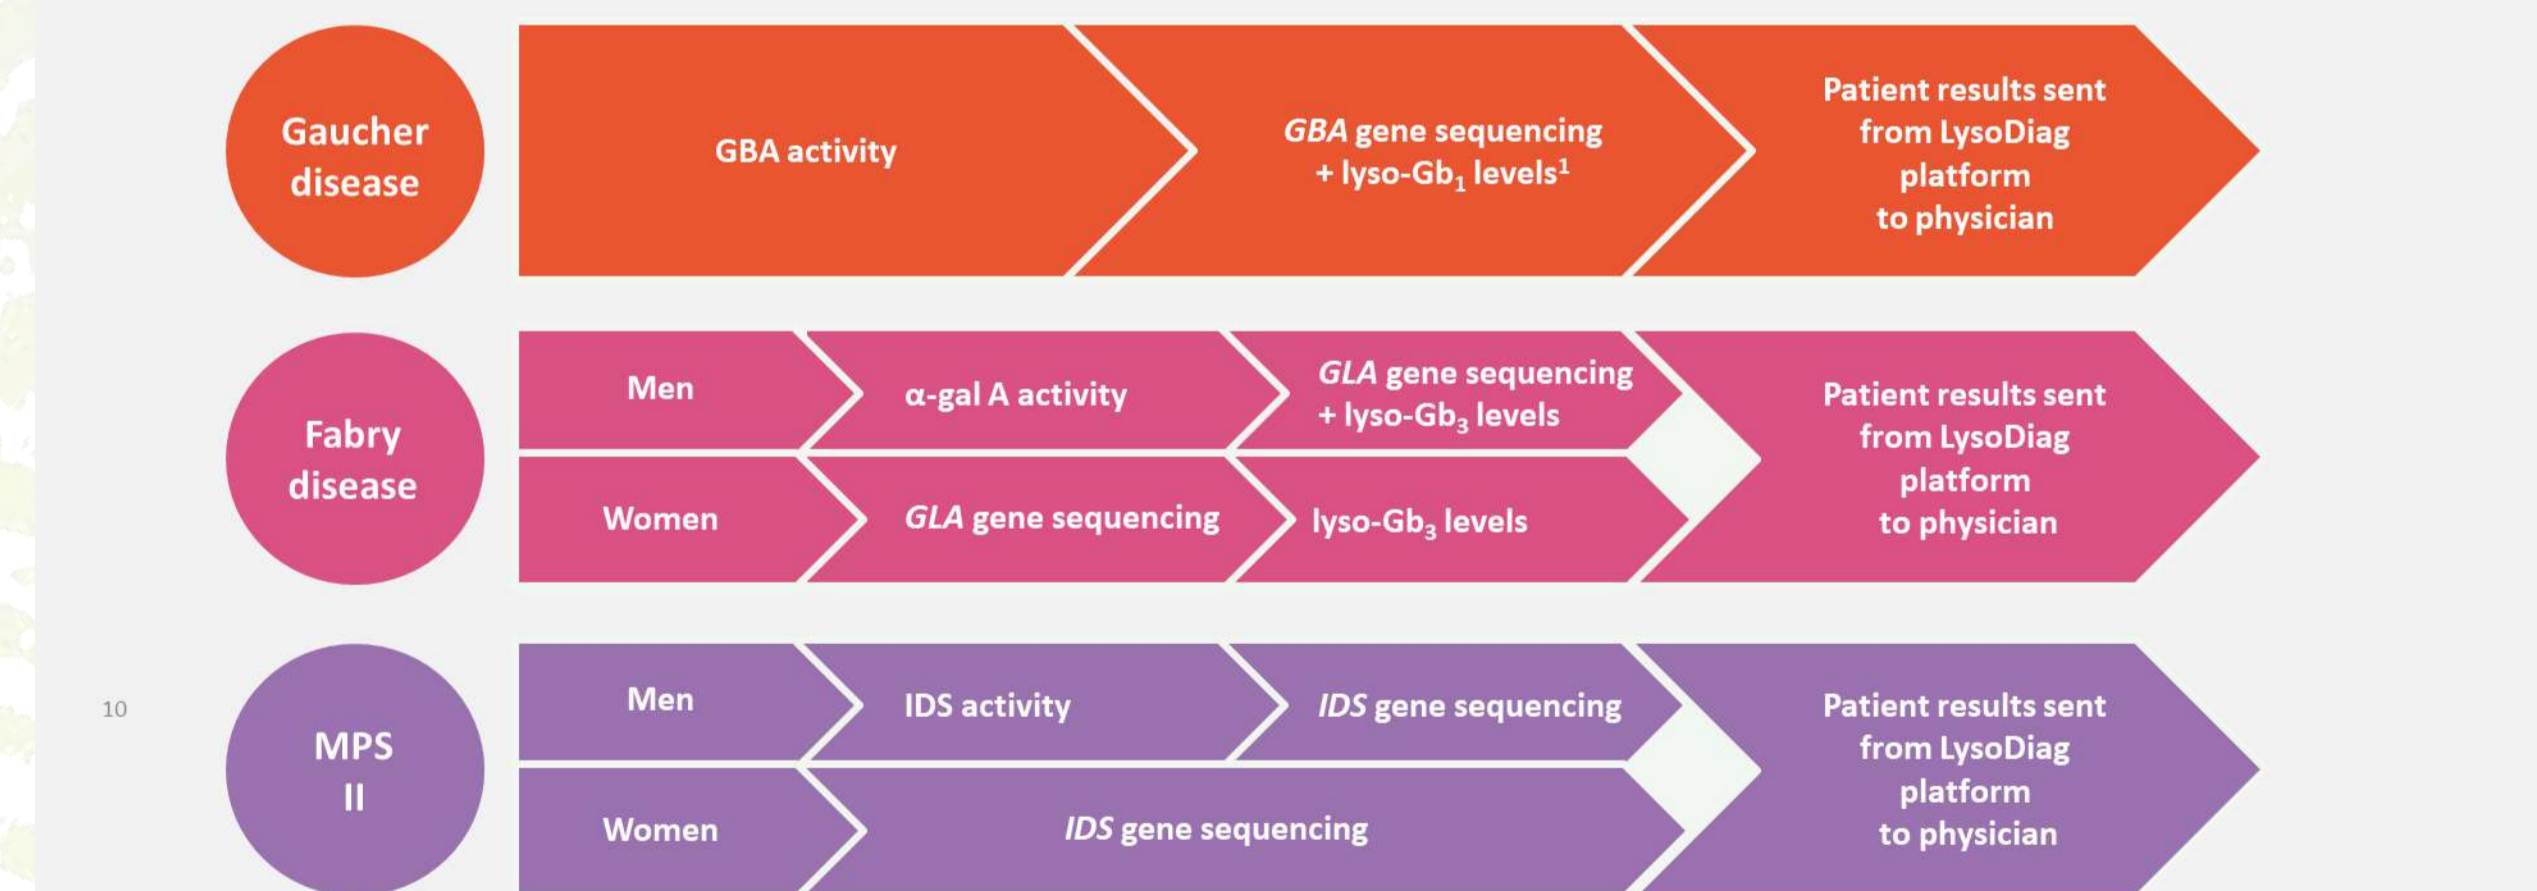 Gaucher
disease
GBA activity
GBA gene sequencing
+ lyso-Gb₁ levels¹
Patient results sent
from LysoDiag
platform
to physician
Fabry
disease
Men
α-gal A activity
GLA gene sequencing
+ lyso-Gb₃ levels
Women
GLA gene sequencing
lyso-Gb₃ levels
Patient results sent
from LysoDiag
platform
to physician
10
MPS
II
Men
IDS activity
IDS gene sequencing
Women
IDS gene sequencing
Patient results sent
from LysoDiag
platform
to physician